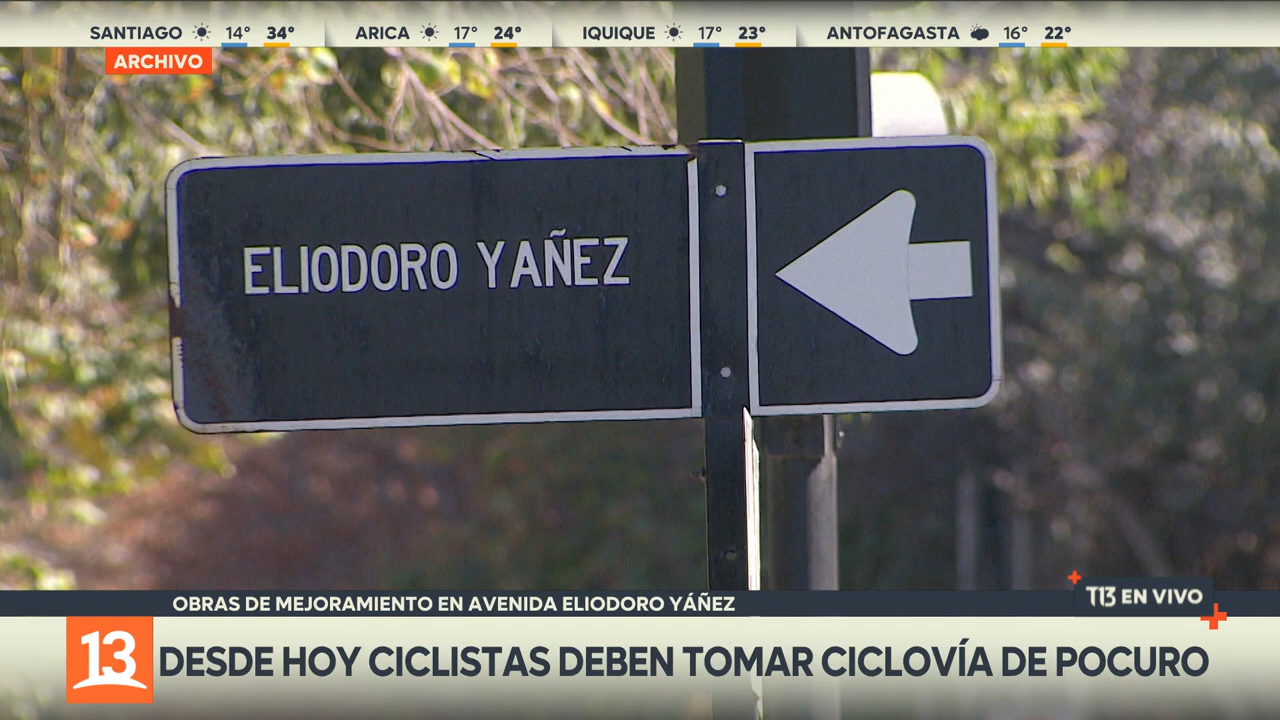 SANTIAGO 14° 34° ARICA 17° 24° IQUIQUE 17° 23° ANTOFAGASTA 16° 22°
ARCHIVO
ELIODORO YAÑEZ
OBRAS DE MEJORAMIENTO EN AVENIDA ELIODORO YÁÑEZ
T13 EN VIVO
13 DESDE HOY CICLISTAS DEBEN TOMAR CICLOVÍA DE POCURO